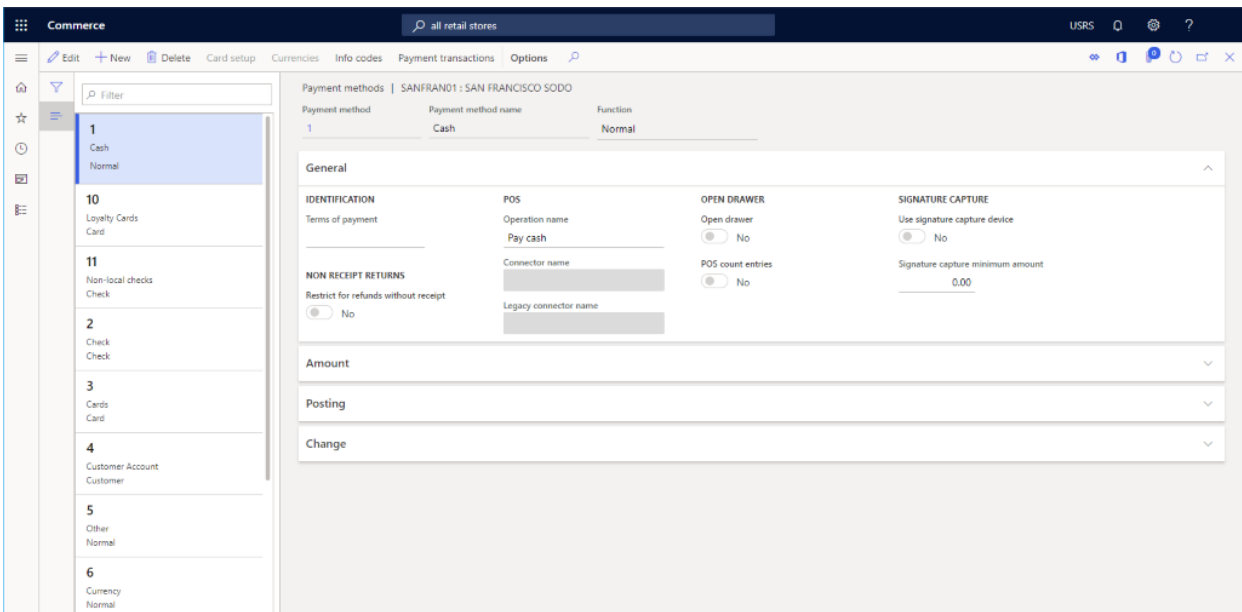 Commerce
all retail stores
USRS
?
Edit New Delete Card setup Currencies Info codes Payment transactions Options
0
Filter
1
Cash
Normal
10
Loyalty Cards
Card
11
Non-local checks
Check
2
Check
Check
3
Cards
Card
4
Customer Account
Customer
5
Other
Normal
6
Currency
Normal
Payment methods | SANFRAN01 : SAN FRANCISCO SODO
Payment method Payment method name Function
1 Cash Normal
General
IDENTIFICATION
Terms of payment
NON RECEIPT RETURNS
Restrict for refunds without receipt
No
POS
Operation name
Pay cash
Connector name
Legacy connector name
OPEN DRAWER
Open drawer
No
POS count entries
No
SIGNATURE CAPTURE
Use signature capture device
No
Signature capture minimum amount
0.00
Amount
Posting
Change